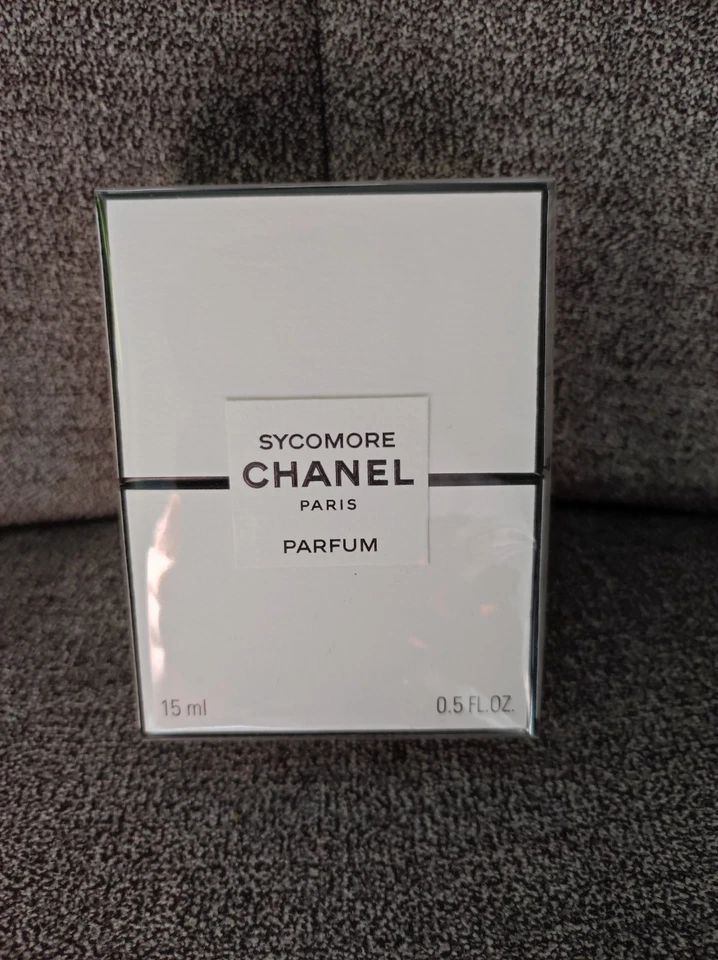 SYCOMORE
CHANEL
PARIS
PARFUM
15 ml
0.5 FL.OZ.